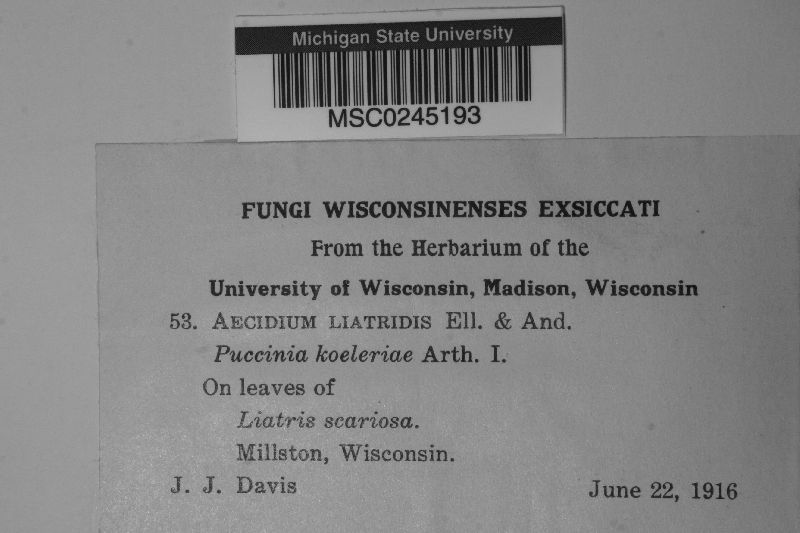 Michigan State University
MSC0245193
FUNGI WISCONSINENSES EXSICCATI
From the Herbarium of the
University of Wisconsin, Madison, Wisconsin
53. AECIDIUM LIATRIDIS Ell. & And.
Puccinia koeleriae Arth. I.
On leaves of
Liatris scariosa.
Millston, Wisconsin.
J. J. Davis June 22, 1916